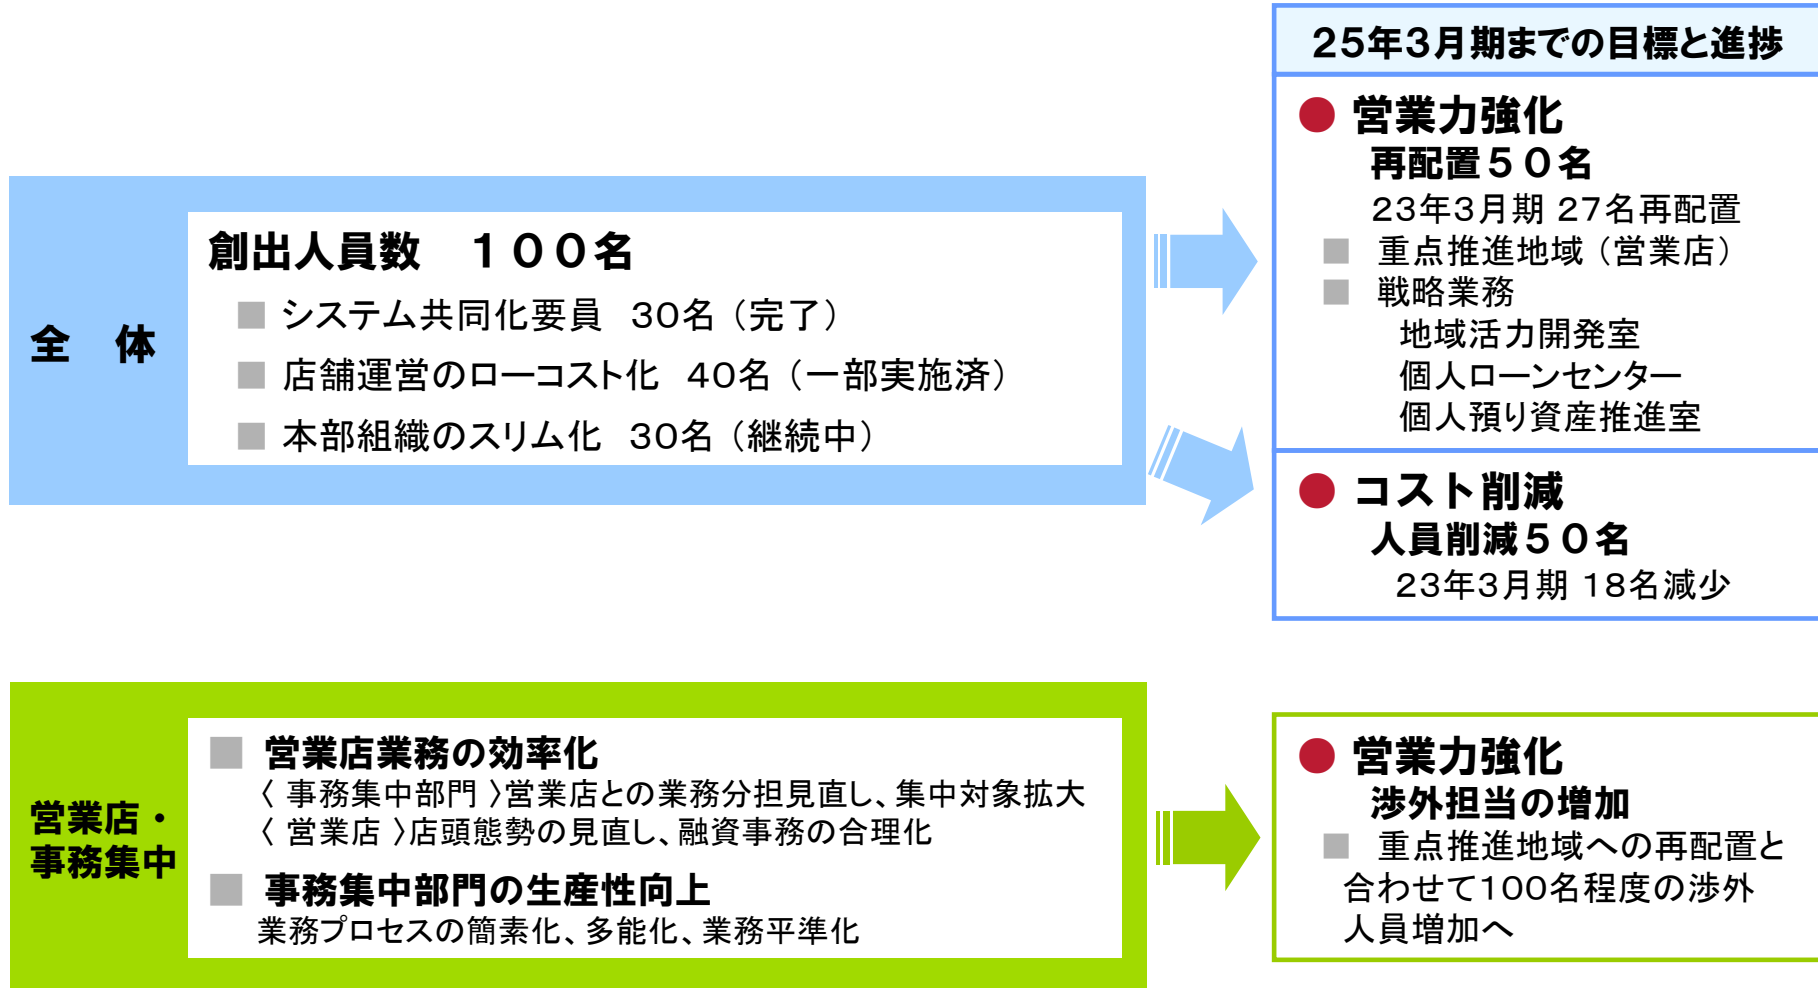 全　体
創出人員数　１００名
■ システム共同化要員　３０名（完了）
■ 店舗運営のローコスト化　４０名（一部実施済）
■ 本部組織のスリム化　３０名（継続中）
２５年３月期までの目標と進捗
● 営業力強化
再配置５０名
２３年３月期 ２７名再配置
■ 重点推進地域（営業店）
■ 戦略業務
地域活力開発室
個人ローンセンター
個人預り資産推進室
● コスト削減
人員削減５０名
２３年３月期 １８名減少
営業店・
事務集中
■ 営業店業務の効率化
〈 事務集中部門 〉営業店との業務分担見直し、集中対象拡大
〈 営業店 〉店頭態勢の見直し、融資事務の合理化
■ 事務集中部門の生産性向上
業務プロセスの簡素化、多能化、業務平準化
● 営業力強化
渉外担当の増加
■ 重点推進地域への再配置と
合わせて１００名程度の渉外
人員増加へ